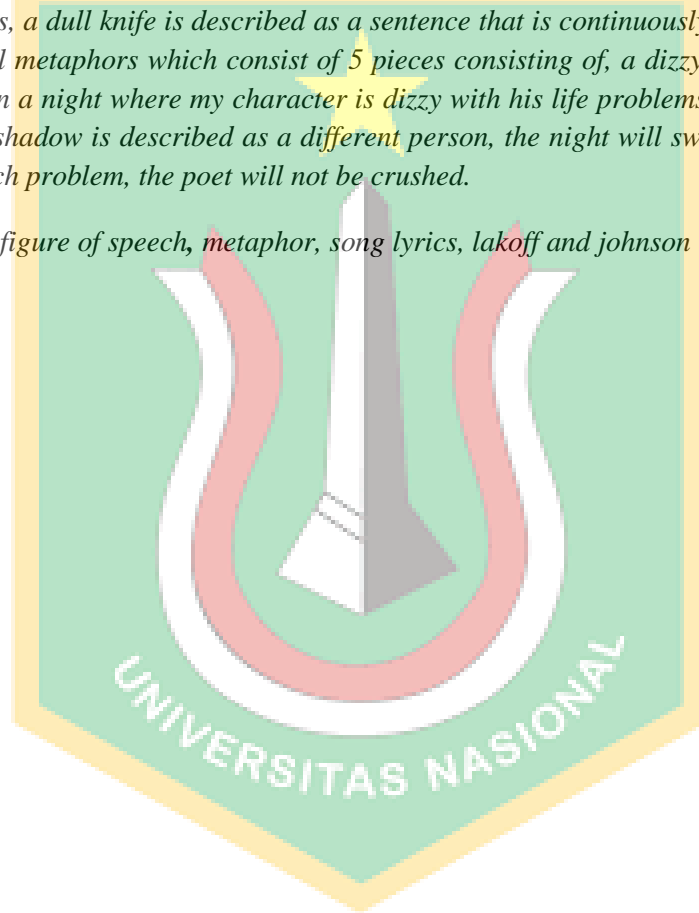 s, a dull knife is described as a sentence that is continuously
l metaphors which consist of 5 pieces consisting of, a dizzy
n a night where my character is dizzy with his life problems
shadow is described as a different person, the night will sw
ch problem, the poet will not be crushed.
figure of speech, metaphor, song lyrics, lakoff and johnson
UNIVERSITAS NASIONAL